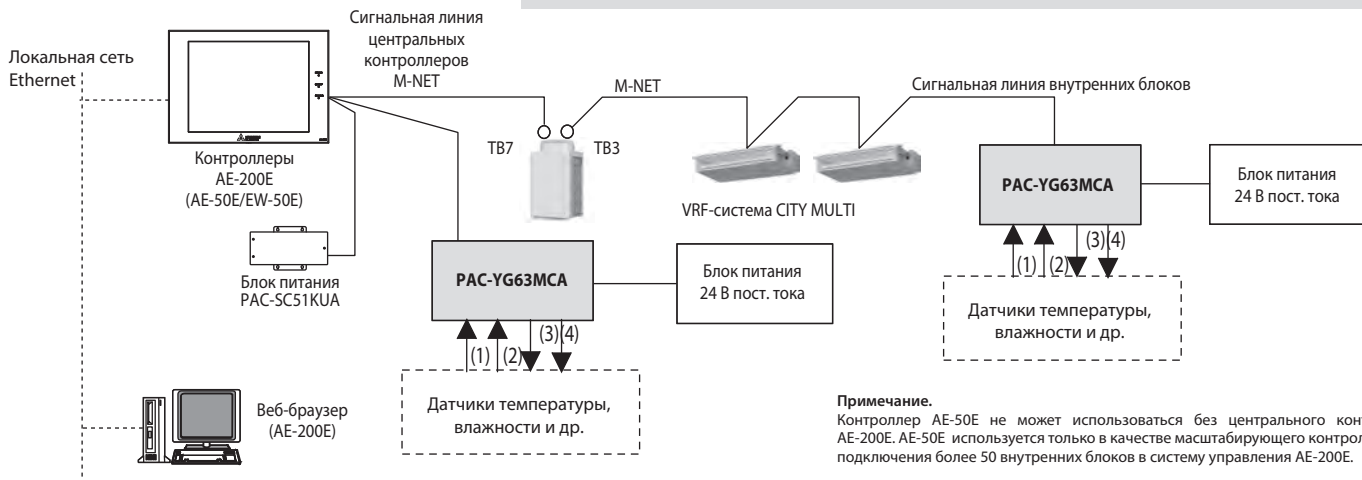 Локальная сеть
Ethernet
Сигнальная линия
центральных
контроллеров
M-NET
Контроллеры
AE-200E
(AE-50E/EW-50E)
Блок питания
PAC-SC51KUA
Веб-браузер
(AE-200E)
TB7
TB3
M-NET
Сигнальная линия внутренних блоков
VRF-система CITY MULTI
PAC-YG63MCA
Блок питания
24 В пост. тока
(1)
(2)
(3)
(4)
Датчики температуры,
влажности и др.
PAC-YG63MCA
Блок питания
24 В пост. тока
(1)
(2)
(3)
(4)
Датчики температуры,
влажности и др.
Примечание.
Контроллер AE-50E не может использоваться без центрального
AE-200E. AE-50E используется только в качестве масштабирующего
подключения более 50 внутренних блоков в систему управления AE-200E.